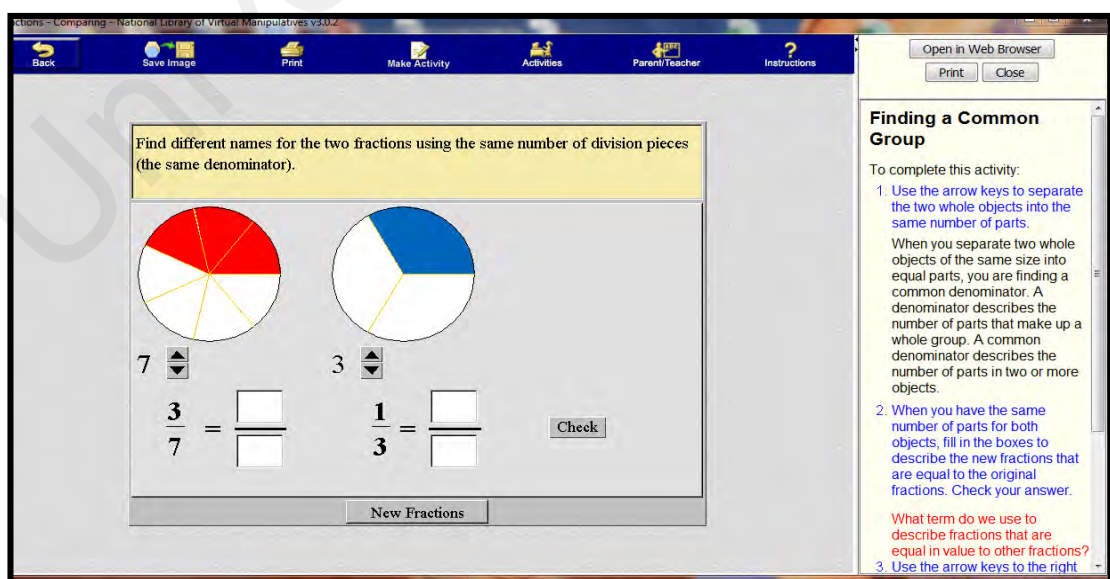 ctions - Comparing - National Library of Virtual Manipulatives v3.0.2
Back
Save Image
Print
Make Activity
Activities
Parent/Teacher
Instructions
Open in Web Browser
Print
Close
Find different names for the two fractions using the same number of division pieces
(the same denominator).
7
3
3
7
=
1
3
=
Check
New Fractions
Finding a Common
Group
To complete this activity:
1. Use the arrow keys to separate
the two whole objects into the
same number of parts.
When you separate two whole
objects of the same size into
equal parts, you are finding a
common denominator. A
denominator describes the
number of parts that make up a
whole group. A common
denominator describes the
number of parts in two or more
objects.
2. When you have the same
number of parts for both
objects, fill in the boxes to
describe the new fractions that
are equal to the original
fractions. Check your answer.
What term do we use to
describe fractions that are
equal in value to other fractions?
3. Use the arrow keys to the right